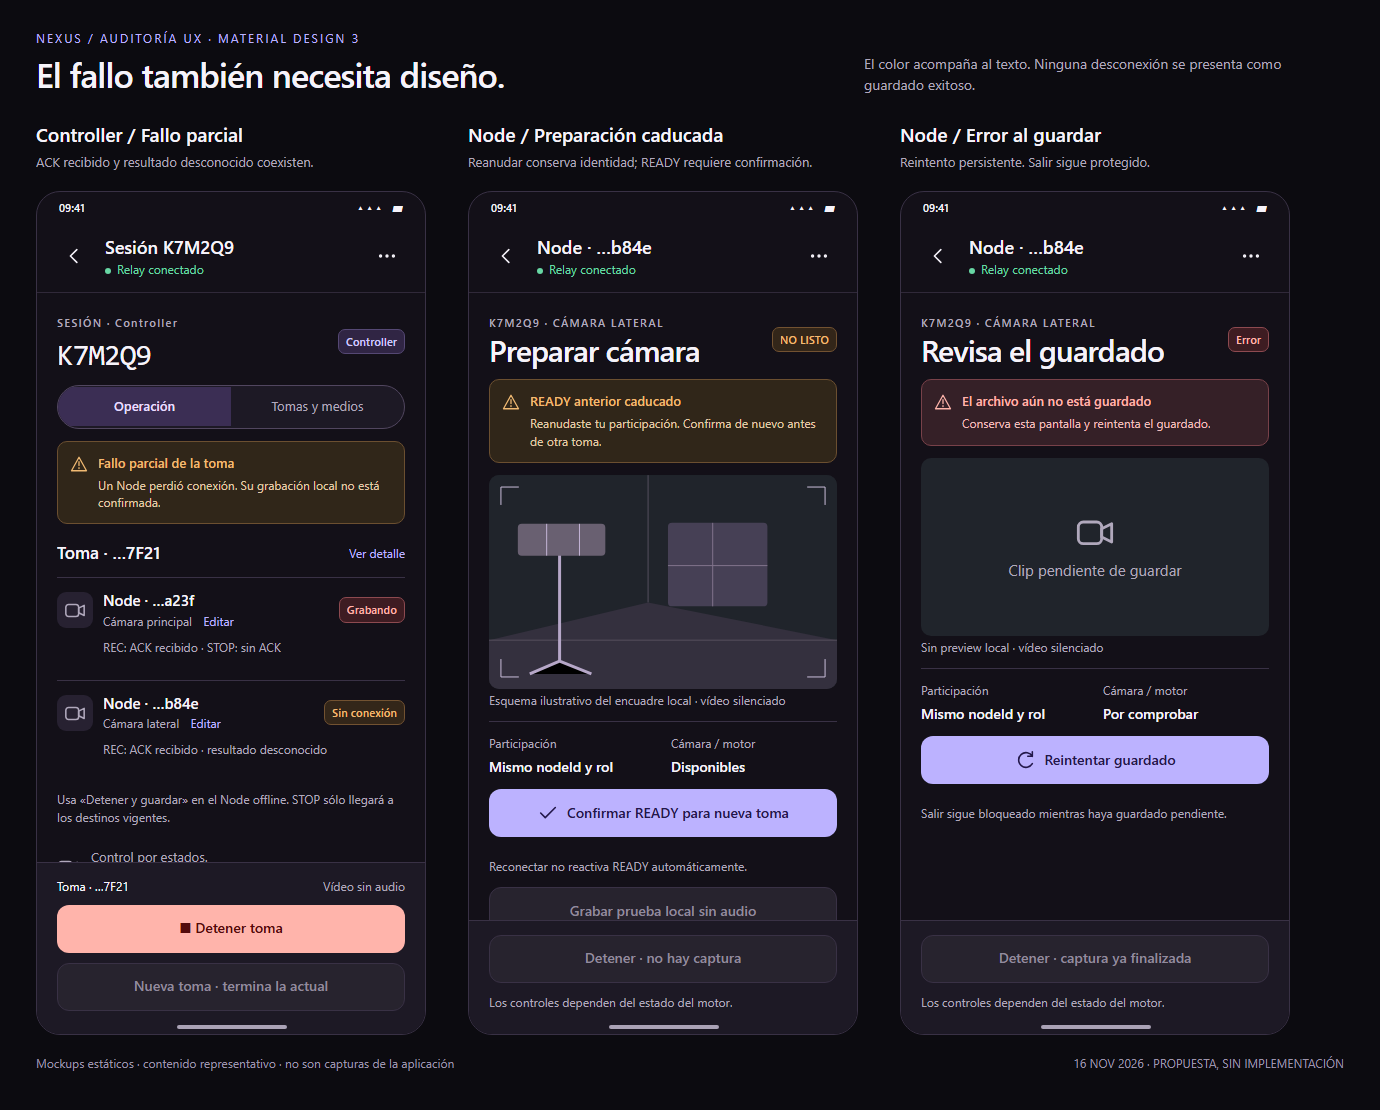 NEXUS / AUDITORÍA UX · MATERIAL DESIGN 3
El fallo también necesita diseño.
El color acompaña al texto. Ninguna desconexión se presenta como
guardado exitoso.
Controller / Fallo parcial
ACK recibido y resultado desconocido coexisten.
09:41
Sesión K7M2Q9
Relay conectado
SESIÓN · Controller
K7M2Q9
Controller
Operación
Tomas y medios
Fallo parcial de la toma
Un Node perdió conexión. Su grabación local no está
confirmada.
Toma · …7F21
Ver detalle
Node · …a23f
Cámara principal Editar
Grabando
REC: ACK recibido · STOP: sin ACK
Node · …b84e
Cámara lateral Editar
Sin conexión
REC: ACK recibido · resultado desconocido
Usa «Detener y guardar» en el Node offline. STOP sólo llegará a
los destinos vigentes.
Control por estados.
Toma · …7F21
Vídeo sin audio
Detener toma
Nueva toma · termina la actual
Node / Preparación caducada
Reanudar conserva identidad; READY requiere confirmación.
09:41
Node · …b84e
Relay conectado
K7M2Q9 · CÁMARA LATERAL
Preparar cámara
NO LISTO
READY anterior caducado
Reanudaste tu participación. Confirma de nuevo antes
de otra toma.
Esquema ilustrativo del encuadre local · vídeo silenciado
Participación
Mismo nodeId y rol
Cámara / motor
Disponibles
Confirmar READY para nueva toma
Reconectar no reactiva READY automáticamente.
Grabar prueba local sin audio
Detener · no hay captura
Los controles dependen del estado del motor.
Node / Error al guardar
Reintento persistente. Salir sigue protegido.
09:41
Node · …b84e
Relay conectado
K7M2Q9 · CÁMARA LATERAL
Revisa el guardado
Error
El archivo aún no está guardado
Conserva esta pantalla y reintenta el guardado.
Clip pendiente de guardar
Sin preview local · vídeo silenciado
Participación
Mismo nodeId y rol
Cámara / motor
Por comprobar
Reintentar guardado
Salir sigue bloqueado mientras haya guardado pendiente.
Detener · captura ya finalizada
Los controles dependen del estado del motor.
Mockups estáticos · contenido representativo · no son capturas de la aplicación
16 NOV 2026 · PROPUESTA, SIN IMPLEMENTACIÓN